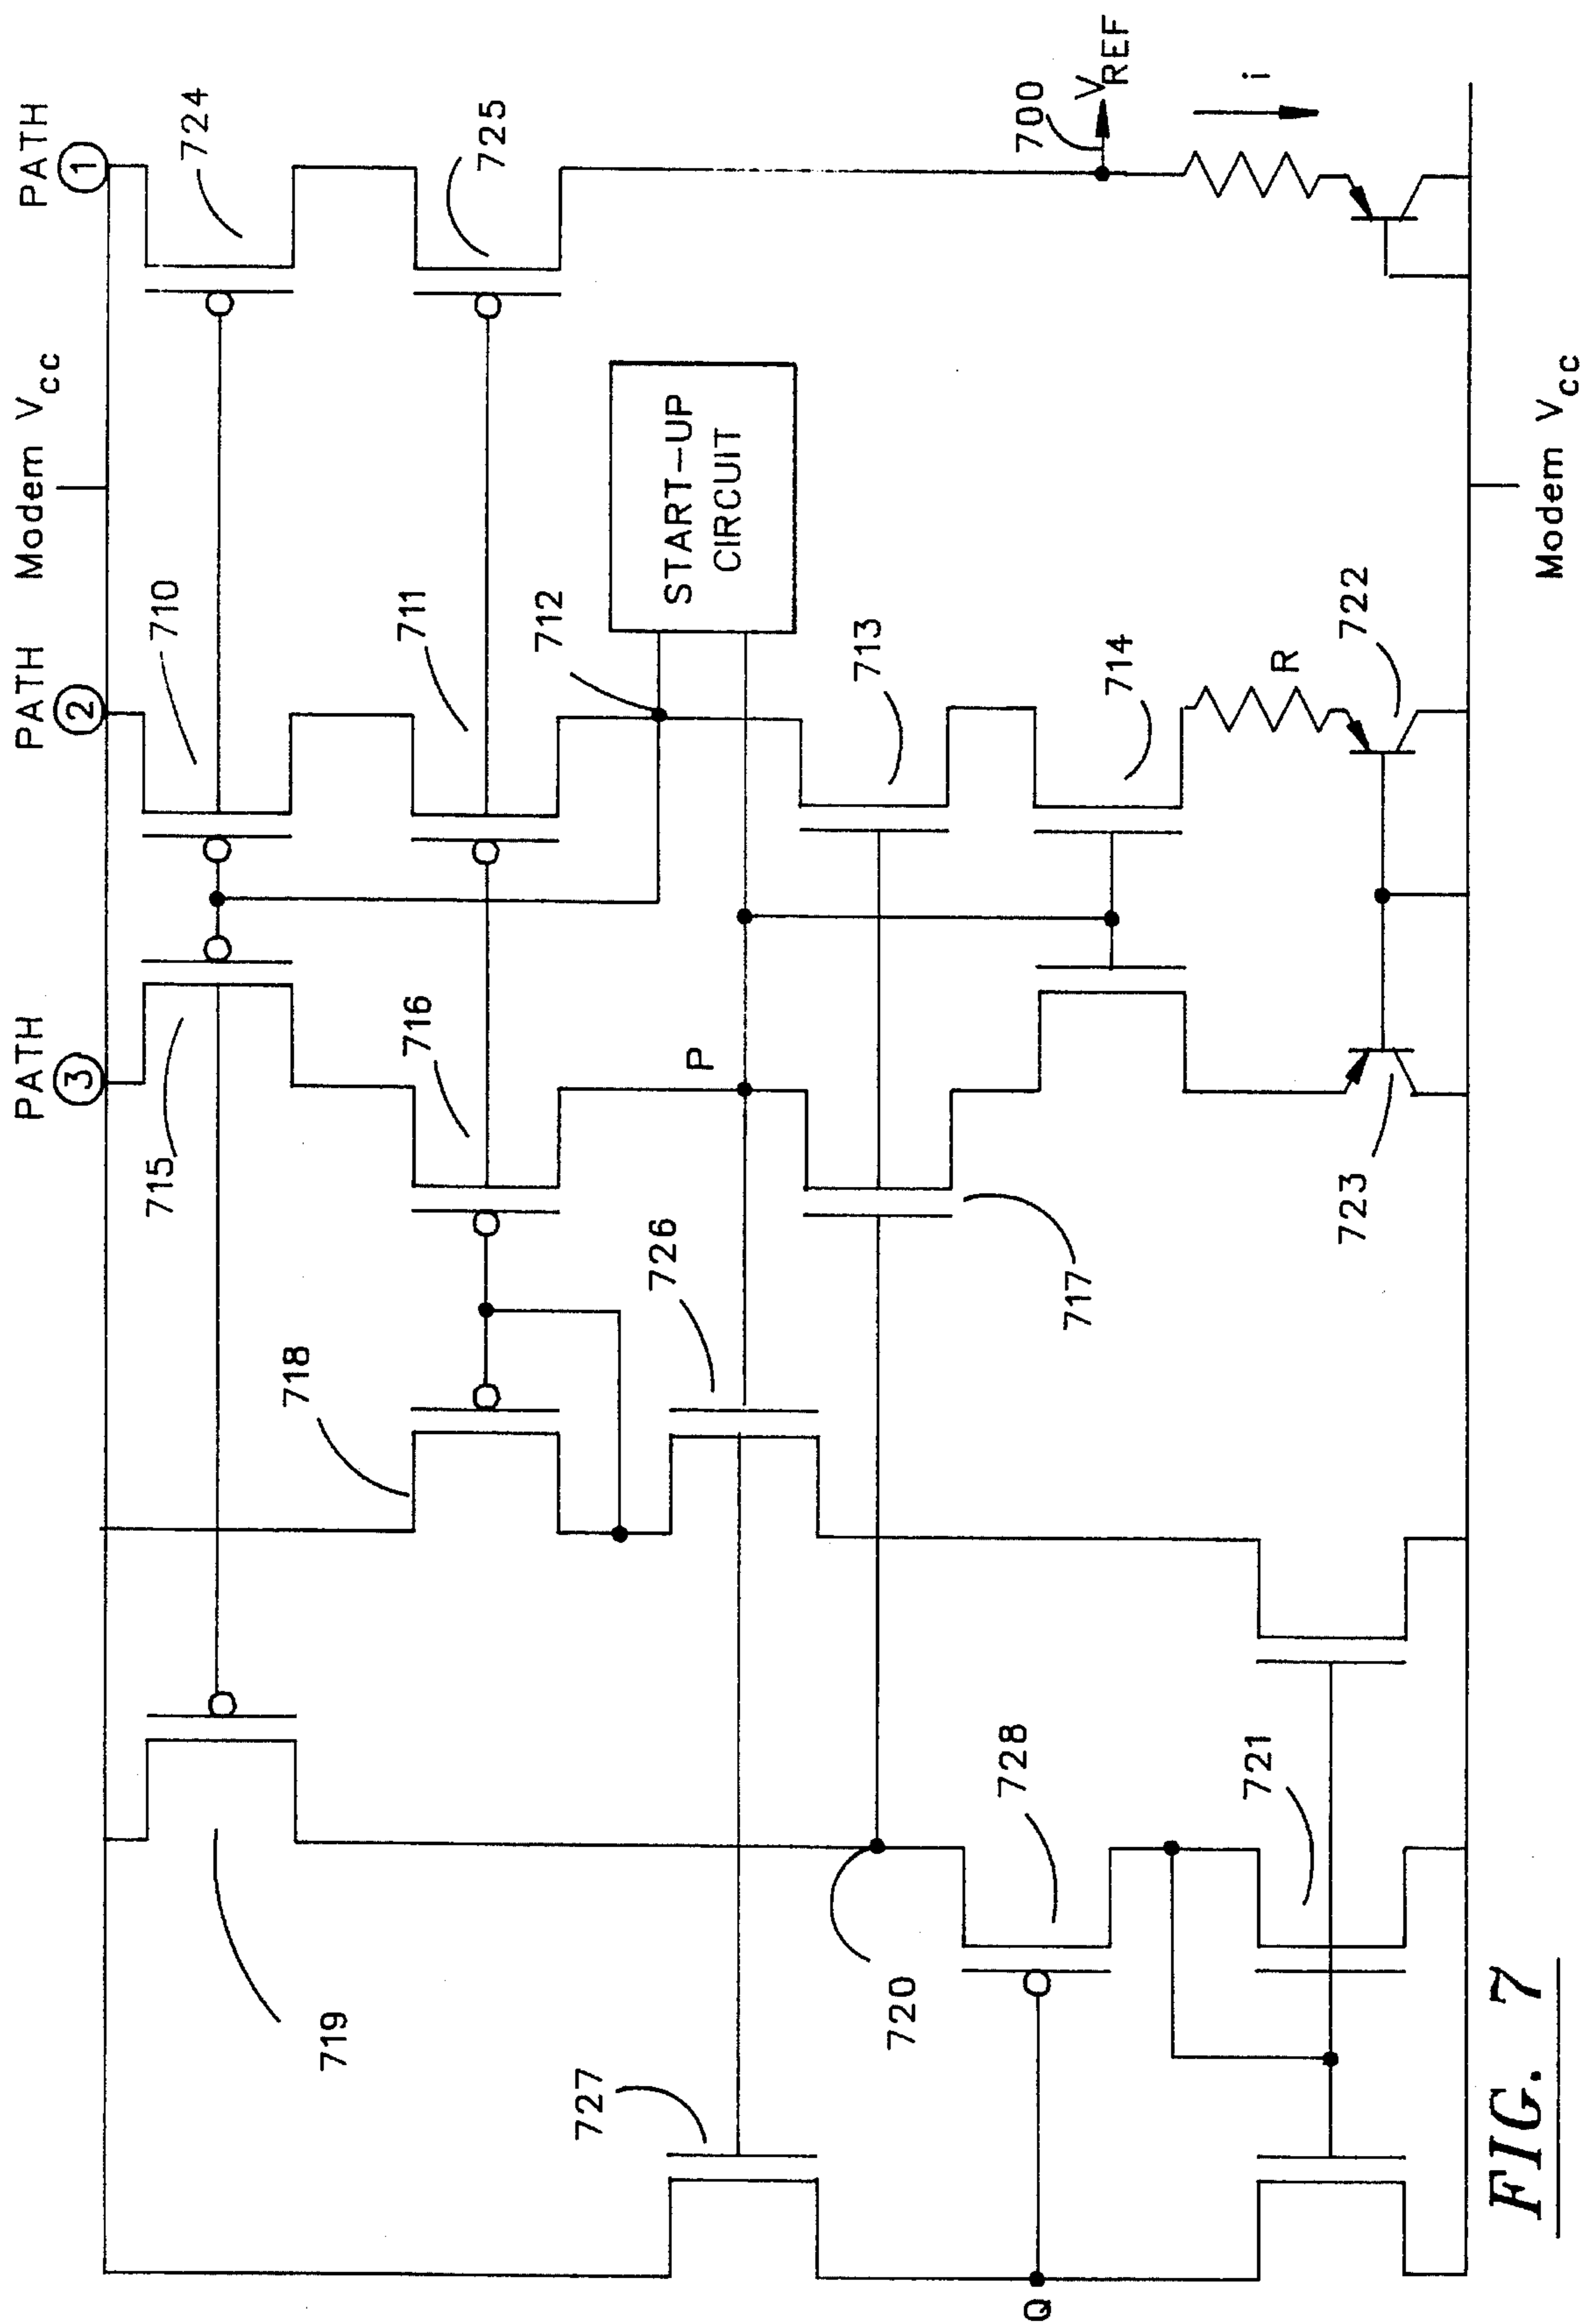 PATH
1
724
725
700
V REF
i
Modem Vcc
PATH
2
710
711
712
START-UP
CIRCUIT
713
714
R
722
Modem Vcc
PATH
3
715
716
P
717
723
718
726
719
720
728
721
727
Q
FIG. 7